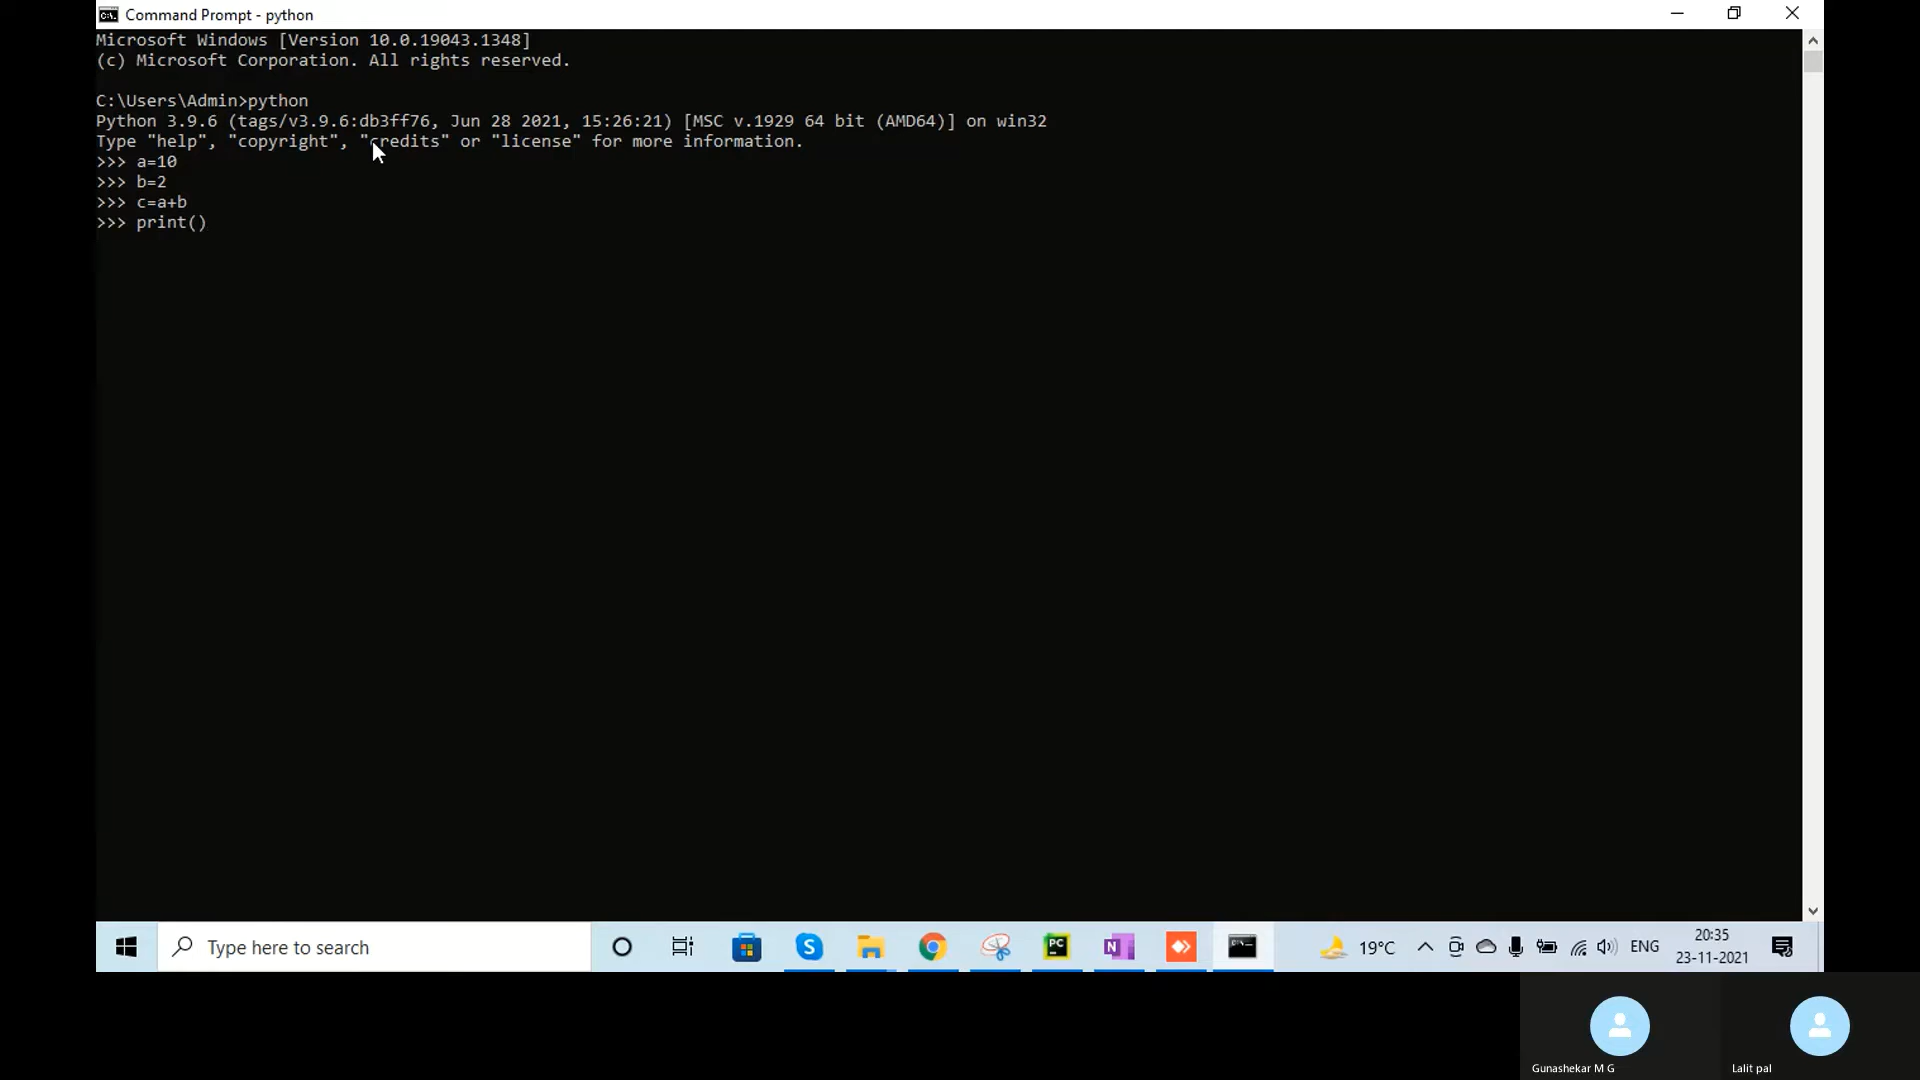 Command Prompt - python
Microsoft Windows [Version 10.0.19043.1348]
(c) Microsoft Corporation. All rights reserved.
C:\Users\Admin>python
Python 3.9.6 (tags/v3.9.6:db3ff76, Jun 28 2021, 15:26:21) [MSC v.1929 64 bit (AMD64)] on win32
Type "help", "copyright", "credits" or "license" for more information.
>>> a=10
>>> b=2
>>> c=a+b
>>> print()
Type here to search
19°C
ENG
20:35
23-11-2021
Gunashekar M G
Lalit pal